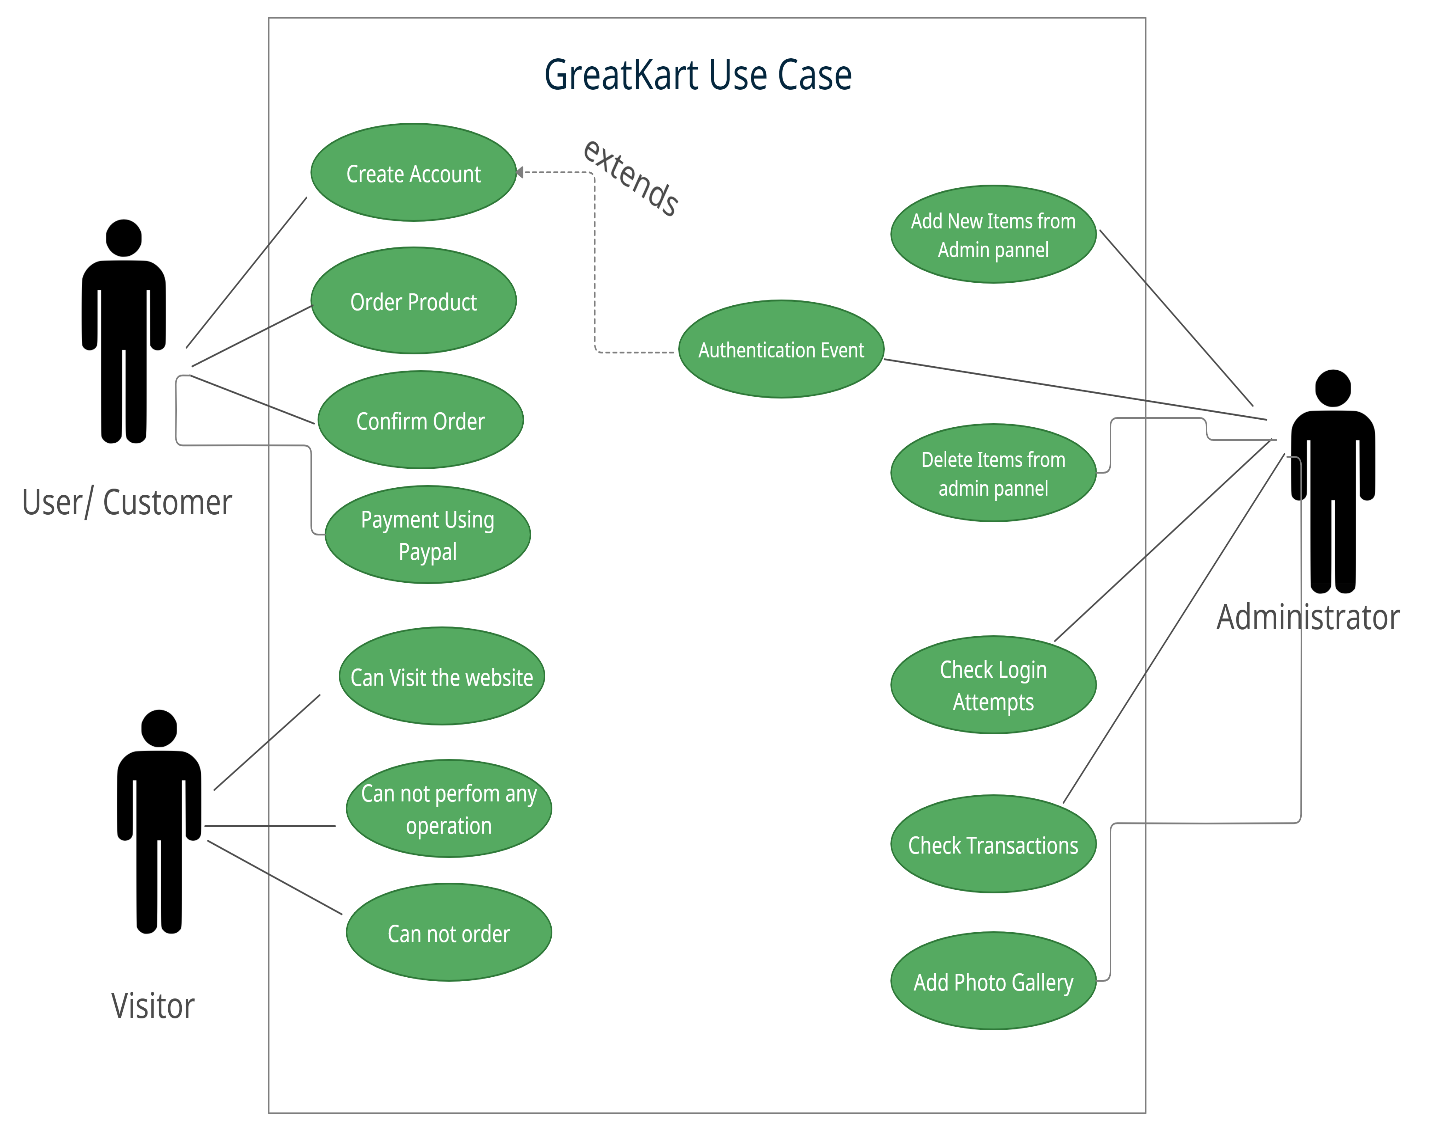 GreatKart Use Case
extends
Create Account
Order Product
Confirm Order
Payment Using
Paypal
Can Visit the website
Can not perfom any
operation
Can not order
Authentication Event
Add New Items from
Admin pannel
Delete Items from
admin pannel
Check Login
Attempts
Check Transactions
Add Photo Gallery
User/ Customer
Visitor
Administrator